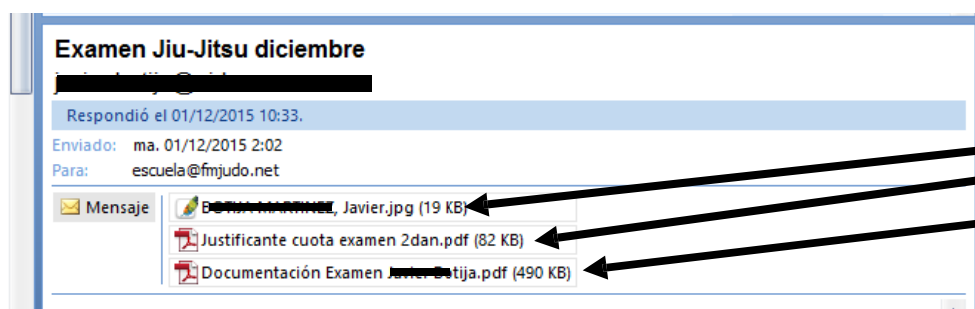 Examen Jiu-Jitsu diciembre
Respondió el 01/12/2015 10:33.
Enviado: ma. 01/12/2015 2:02
Para: escuela@fmjudo.net
Mensaje
, Javier.jpg (19 KB)
Justificante cuota examen 2dan.pdf (82 KB)
Documentación Examen .pdf (490 KB)